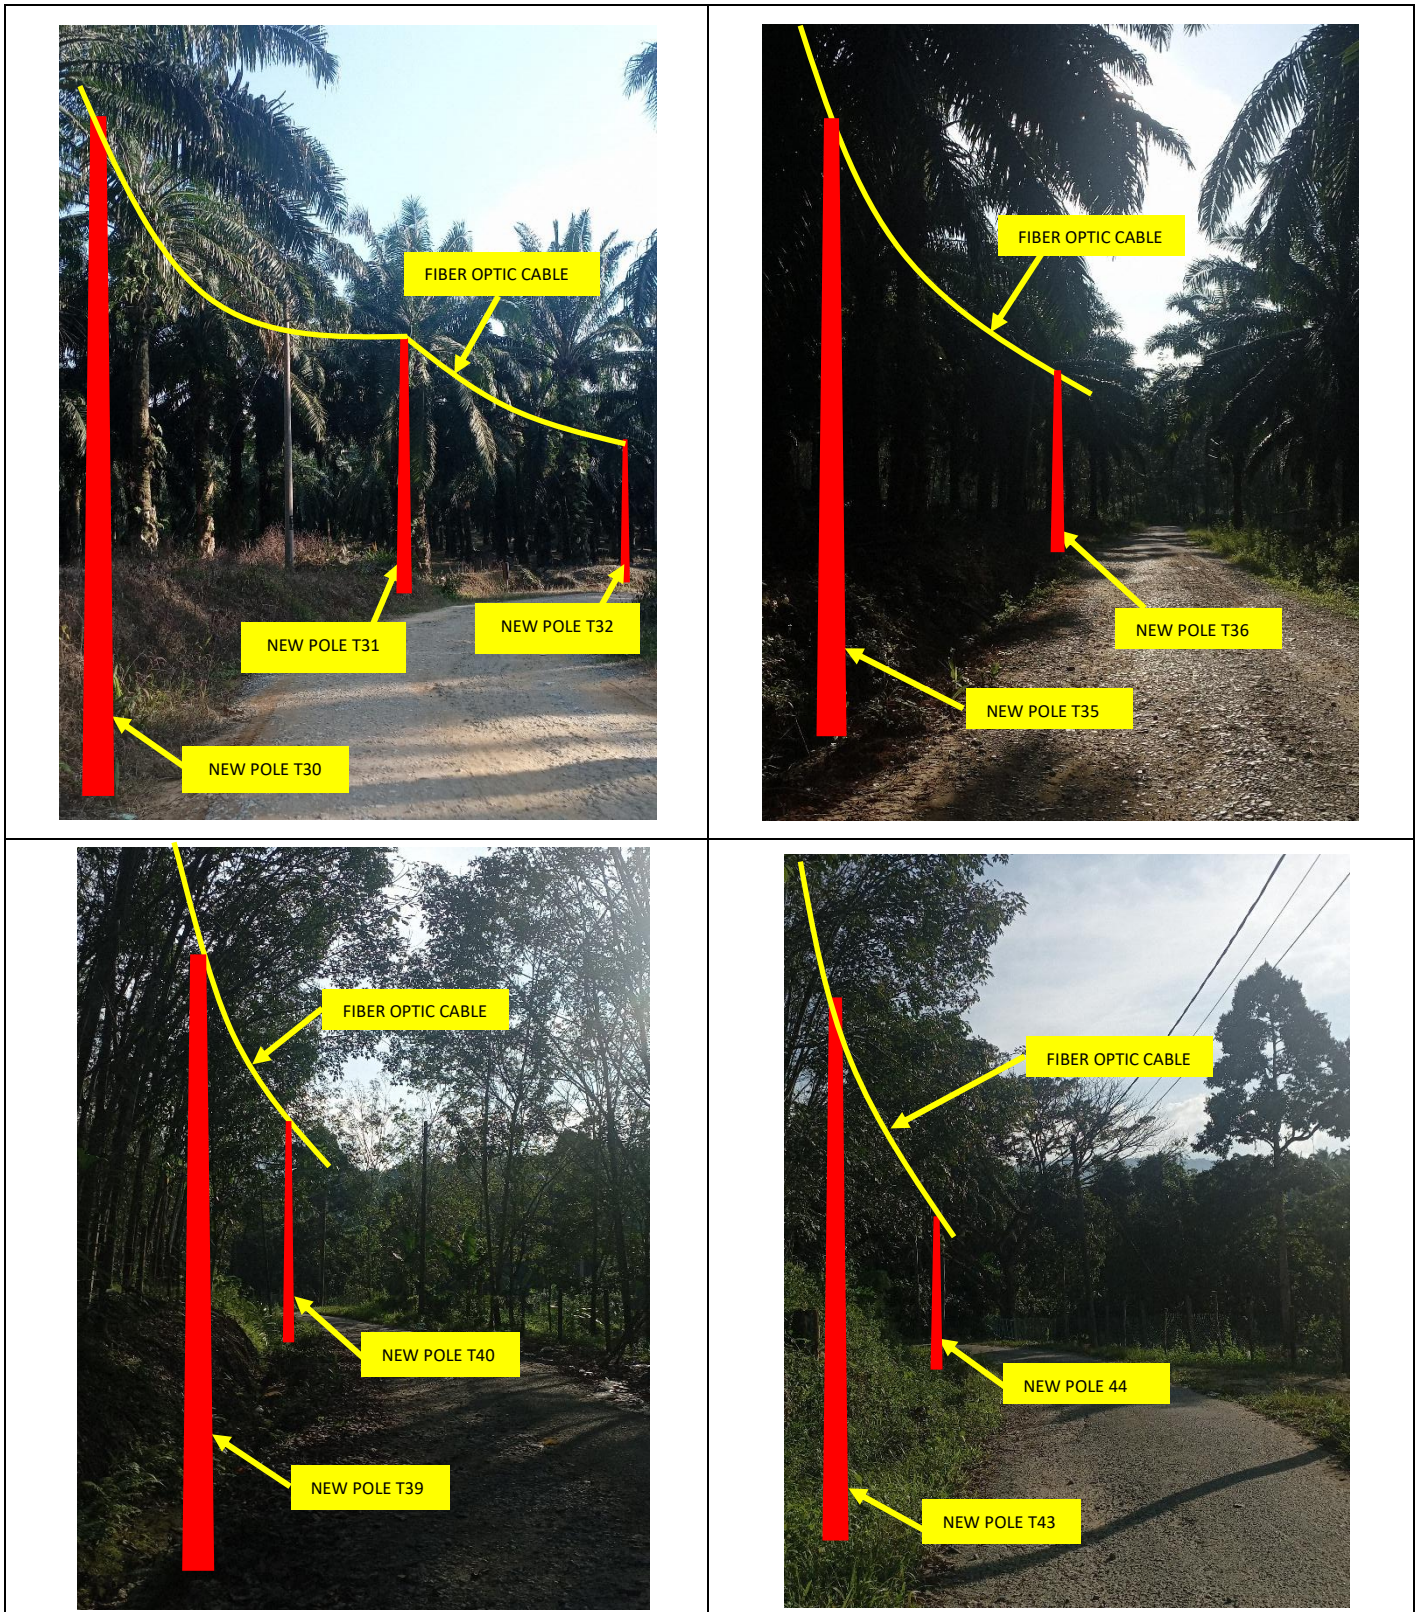 FIBER OPTIC CABLE
NEW POLE T31
NEW POLE T32
NEW POLE T30
FIBER OPTIC CABLE
NEW POLE T36
NEW POLE T35
FIBER OPTIC CABLE
NEW POLE T40
NEW POLE T39
FIBER OPTIC CABLE
NEW POLE 44
NEW POLE T43